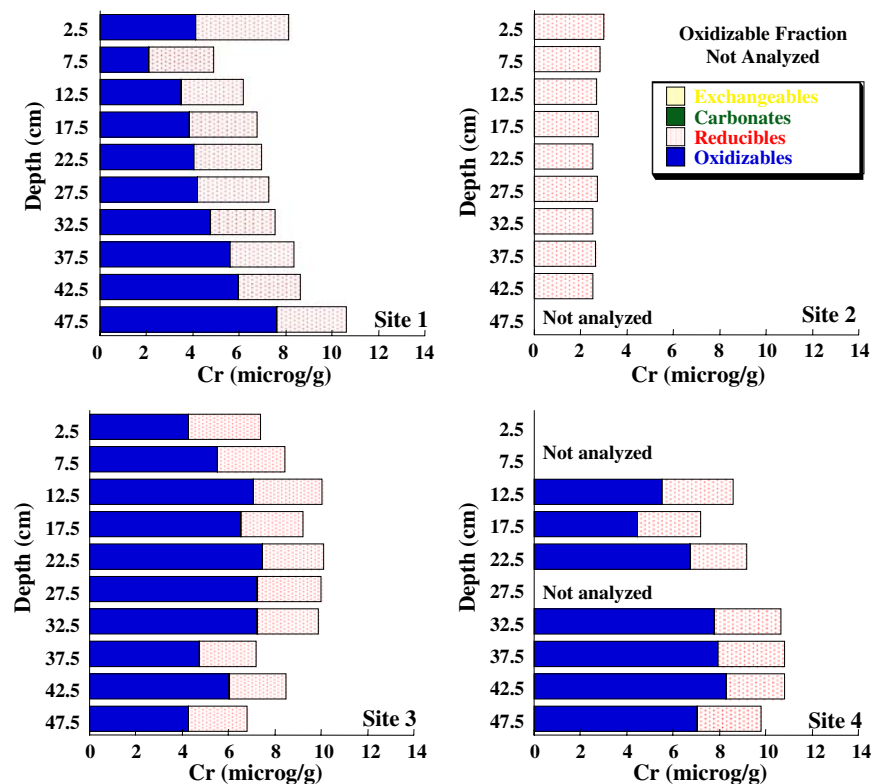 Depth (cm)
2.5
7.5
12.5
17.5
22.5
27.5
32.5
37.5
42.5
47.5
Site 1
0 2 4 6 8 10 12 14
Cr (microg/g)
Oxidizable Fraction
Not Analyzed
Exchangeables
Carbonates
Reducibles
Oxidizables
Depth (cm)
2.5
7.5
12.5
17.5
22.5
27.5
32.5
37.5
42.5
47.5
Not analyzed
Site 2
0 2 4 6 8 10 12 14
Cr (microg/g)
Depth (cm)
2.5
7.5
12.5
17.5
22.5
27.5
32.5
37.5
42.5
47.5
Site 3
0 2 4 6 8 10 12 14
Cr (microg/g)
Depth (cm)
2.5
Not analyzed
7.5
12.5
17.5
22.5
27.5
Not analyzed
32.5
37.5
42.5
47.5
Site 4
0 2 4 6 8 10 12 14
Cr (microg/g)